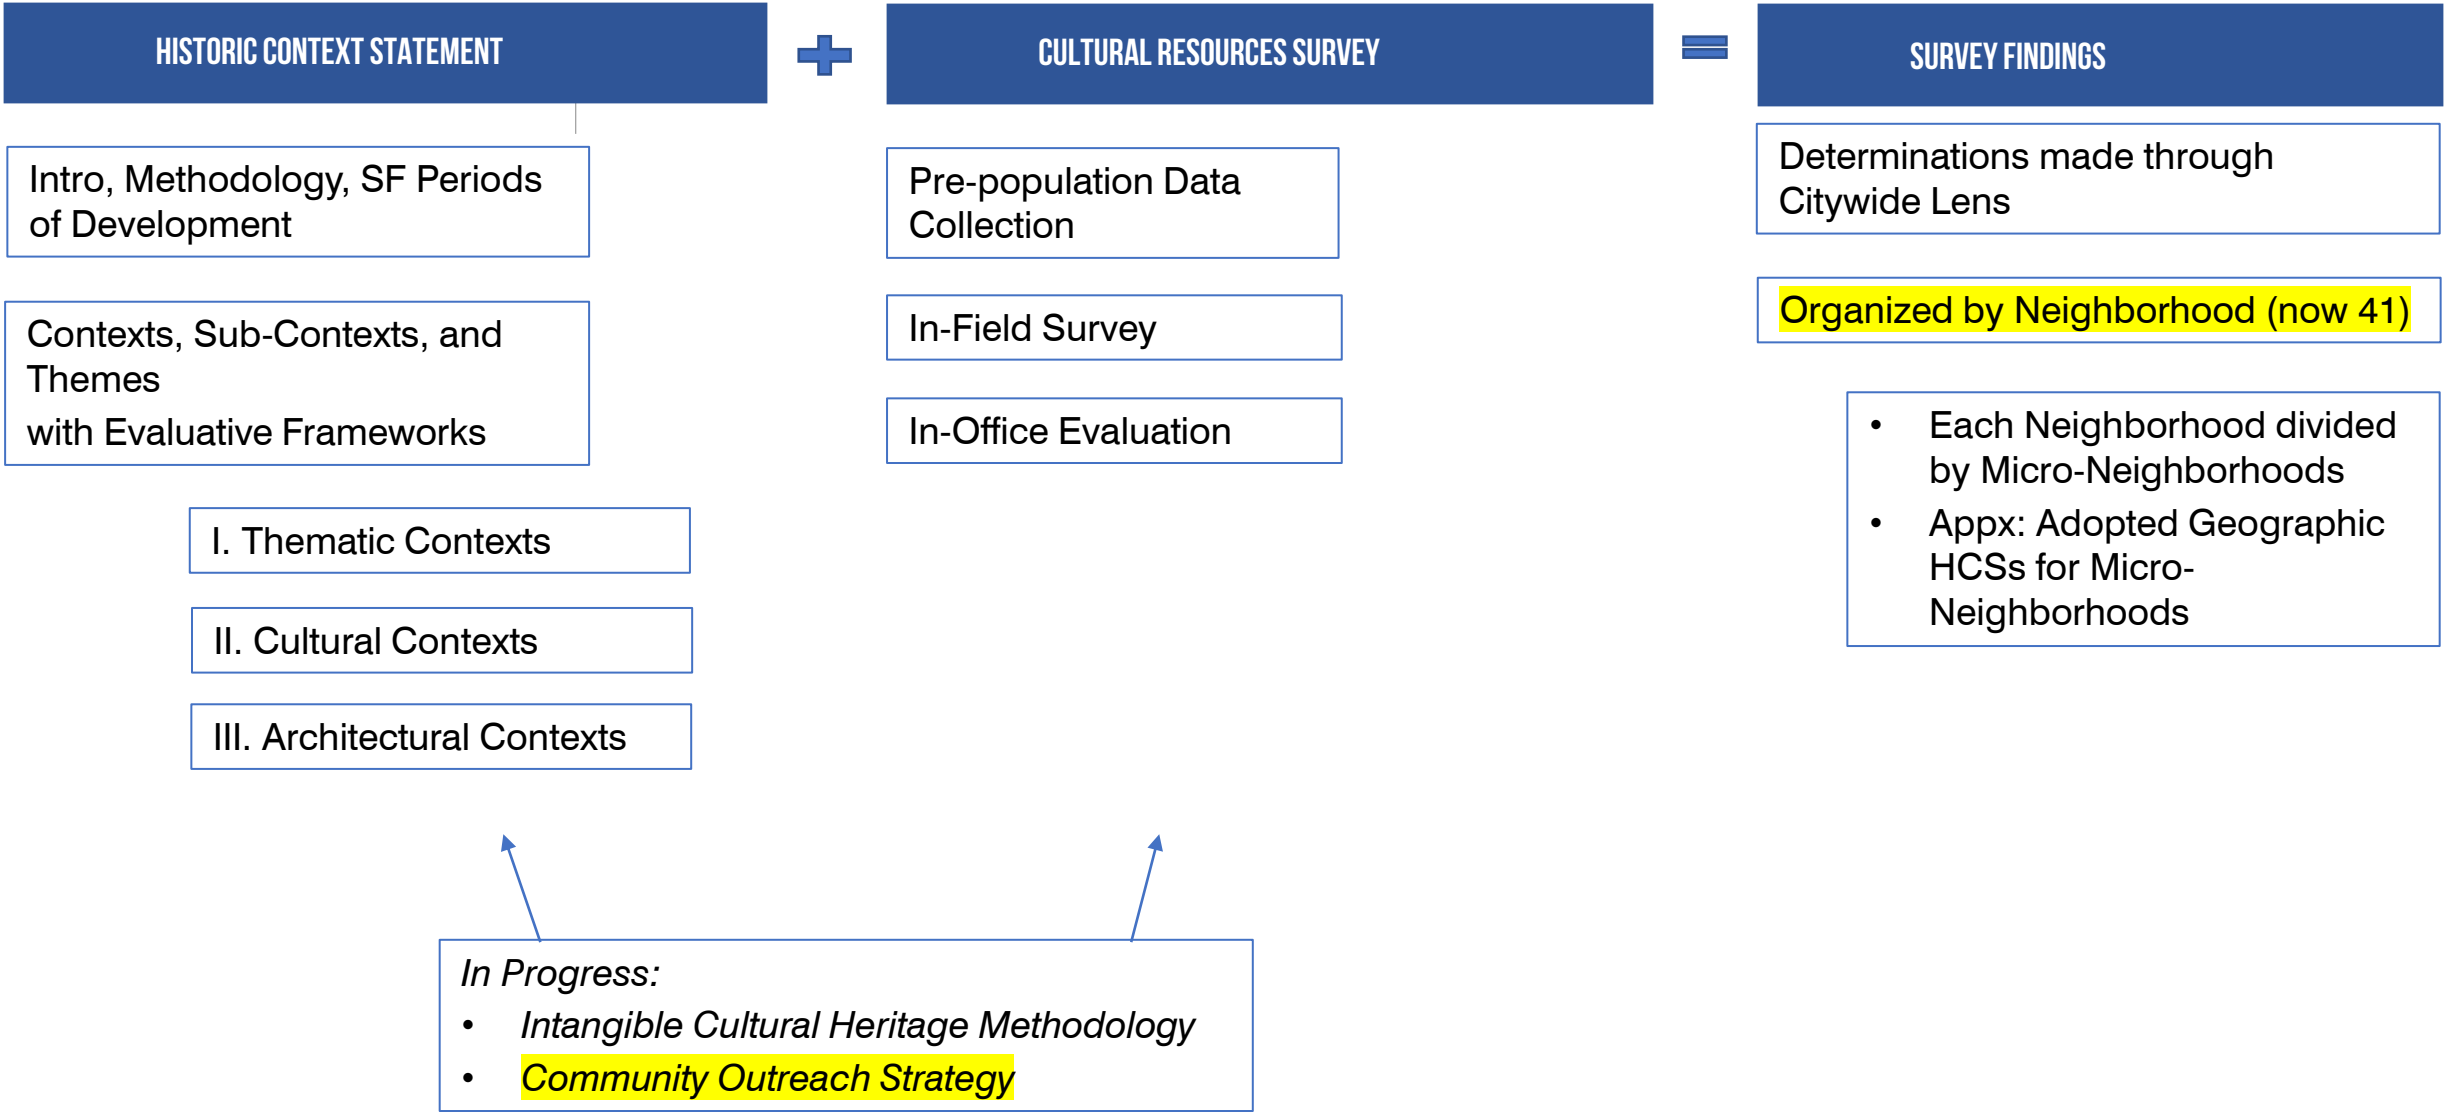 HISTORIC CONTEXT STATEMENT
Intro, Methodology, SF Periods
of Development
Contexts, Sub-Contexts, and
Themes
with Evaluative Frameworks
I. Thematic Contexts
II. Cultural Contexts
III. Architectural Contexts
CULTURAL RESOURCES SURVEY
Pre-population Data
Collection
In-Field Survey
In-Office Evaluation
SURVEY FINDINGS
Determinations made through
Citywide Lens
Organized by Neighborhood (now 41)
• Each Neighborhood divided
by Micro-Neighborhoods
• Appx: Adopted Geographic
HCSs for Micro-
Neighborhoods
In Progress:
• Intangible Cultural Heritage Methodology
• Community Outreach Strategy